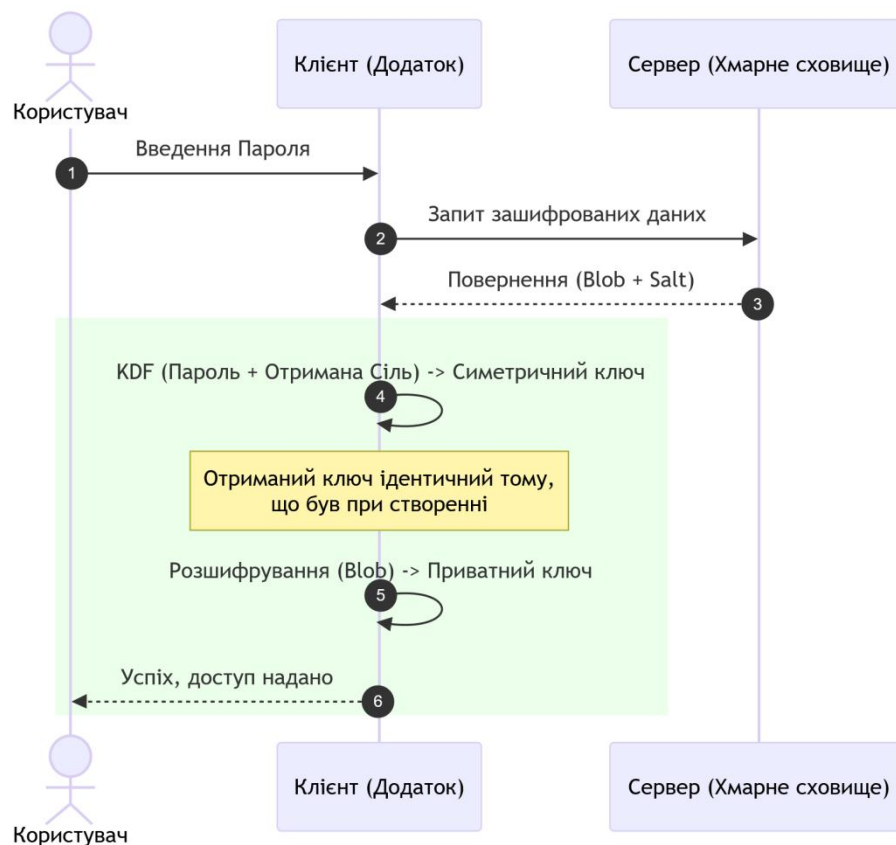 Користувач
Клієнт (Додаток)
Сервер (Хмарне сховище)
Введення Пароля
1
Запит зашифрованих даних
2
Повернення (Blob + Salt)
3
KDF (Пароль + Отримана Сіль) -> Симетричний ключ
4
Отриманий ключ ідентичний тому,
що був при створенні
Розшифрування (Blob) -> Приватний ключ
5
Успіх, доступ надано
6
Користувач
Клієнт (Додаток)
Сервер (Хмарне сховище)